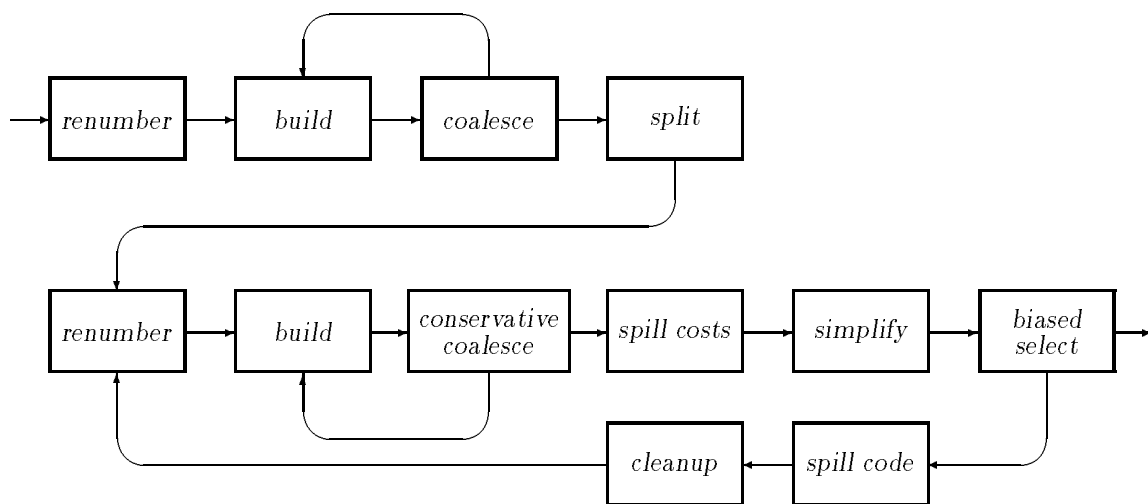 renumber
build
coalesce
split
renumber
build
conservative
coalesce
spill costs
simplify
biased
select
cleanup
spill code